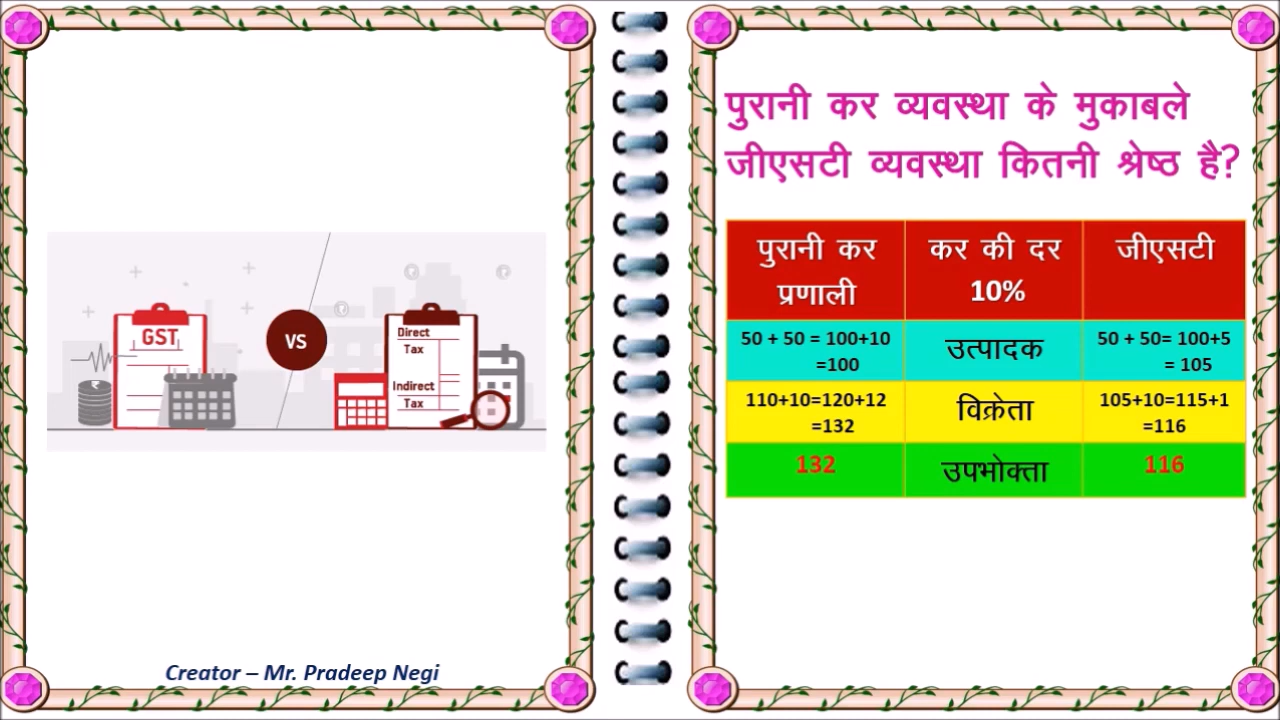 GST
VS
Direct
Tax
Indirect
Tax
Creator – Mr. Pradeep Negi
पुरानी कर व्यवस्था के मुकाबले
जीएसटी व्यवस्था कितनी श्रेष्ठ है?
पुरानी कर
प्रणाली
कर की दर
10%
जीएसटी
50 + 50 = 100+10
=100
उत्पादक
50 + 50= 100+5
= 105
110+10=120+12
=132
विक्रेता
105+10=115+1
=116
132
उपभोक्ता
116